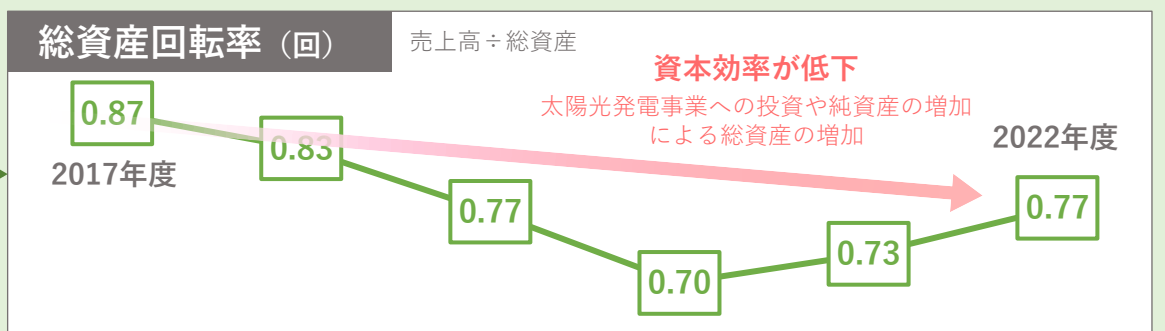 総資産回転率（回）
売上高÷総資産
資本効率が低下
太陽光発電事業への投資や純資産の増加
による総資産の増加
0.87
2017年度
0.83
0.77
0.70
0.73
0.77
2022年度